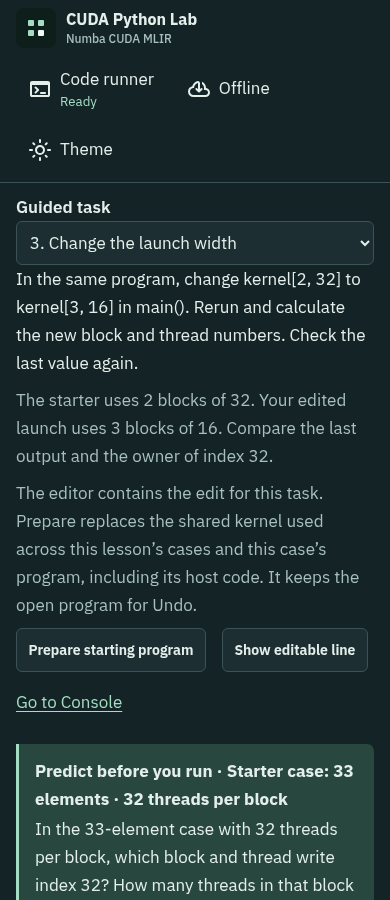 CUDA Python Lab
Numba CUDA MLIR
Code runner
Ready
Offline
Theme
Guided task
3. Change the launch width
In the same program, change kernel[2, 32] to
kernel[3, 16] in main(). Rerun and calculate
the new block and thread numbers. Check the
last value again.
The starter uses 2 blocks of 32. Your edited
launch uses 3 blocks of 16. Compare the last
output and the owner of index 32.
The editor contains the edit for this task.
Prepare replaces the shared kernel used
across this lesson’s cases and this case’s
program, including its host code. It keeps the
open program for Undo.
Prepare starting program
Show editable line
Go to Console
Predict before you run · Starter case: 33
elements · 32 threads per block
In the 33-element case with 32 threads
per block, which block and thread write
index 32? How many threads in that block